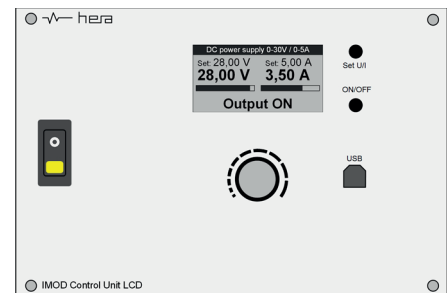 hera
DC power supply 0-30V / 0-5A
Set: 28,00 V Set: 5,00 A
28,00 V 3,50 A
Output ON
Set U/I
ON/OFF
USB
IMOD Control Unit LCD